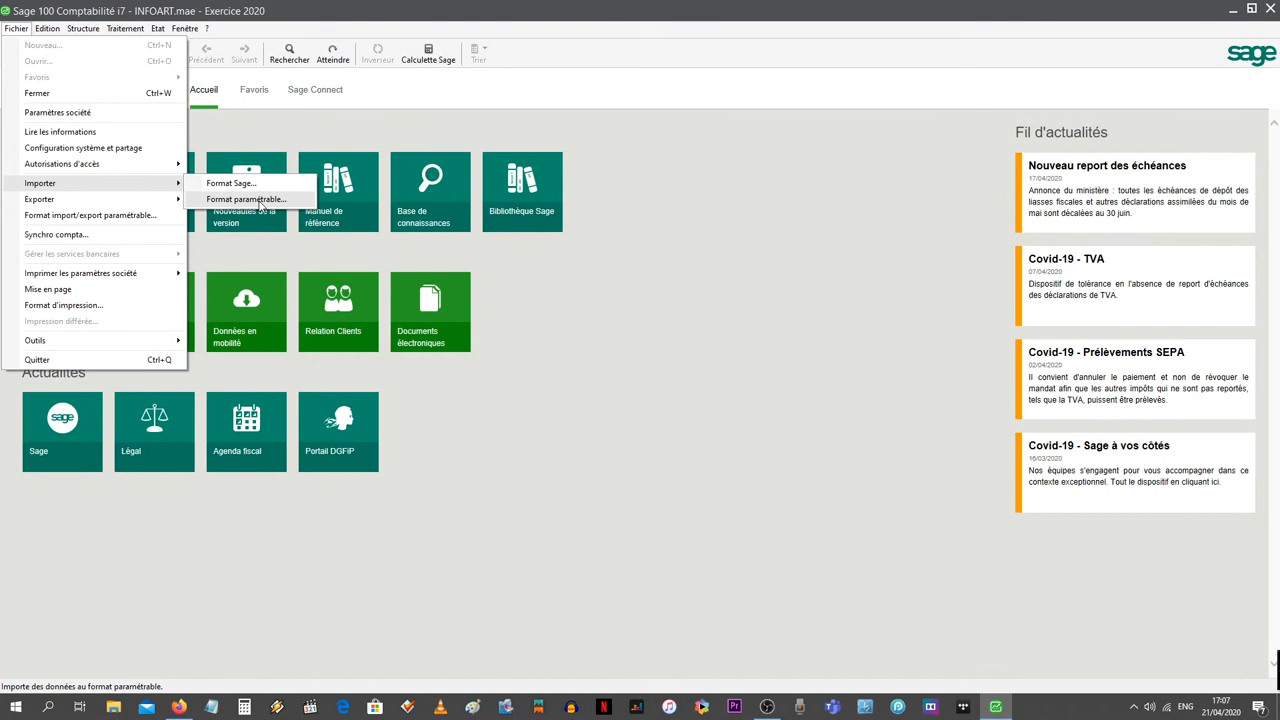 Sage 100 Comptabilité i7 - INFOART.mae - Exercice 2020
Fichier Edition Structure Traitement Etat Fenêtre ?
Nouveau... Ctrl+N
Ouvrir... Ctrl+O
Favoris
Fermer Ctrl+W
Paramètres société
Lire les informations
Configuration système et partage
Autorisations d'accès
Importer
Exporter
Format import/export paramétrable...
Synchro compta...
Gérer les services bancaires
Imprimer les paramètres société
Mise en page
Format d'impression...
Impression différée...
Outils
Quitter Ctrl+Q
Format Sage...
Format paramétrable...
Précédent Suivant Rechercher Atteindre Inverseur Calculette Sage Trier
sage
Accueil Favoris Sage Connect
Nouveautés de la
version
Manuel de
référence
Base de
connaissances
Bibliothèque Sage
Données en
mobilité
Relation Clients
Documents
électroniques
Actualités
sage
Sage
Légal
Agenda fiscal
Portail DGFiP
Fil d'actualités
Nouveau report des échéances
17/04/2020
Annonce du ministère : toutes les échéances de dépôt des
liasses fiscales et autres déclarations assimilées du mois de
mai sont décalées au 30 juin.
Covid-19 - TVA
07/04/2020
Dispositif de tolérance en l'absence de report d'échéances
des déclarations de TVA.
Covid-19 - Prélèvements SEPA
02/04/2020
Il convient d'annuler le paiement et non de révoquer le
mandat afin que les autres impôts qui ne sont pas reportés,
tels que la TVA, puissent être prélevés.
Covid-19 - Sage à vos côtés
16/03/2020
Nos équipes s'engagent pour vous accompagner dans ce
contexte exceptionnel. Tout le dispositif en cliquant ici.
Importe des données au format paramétrable.
17:07
21/04/2020